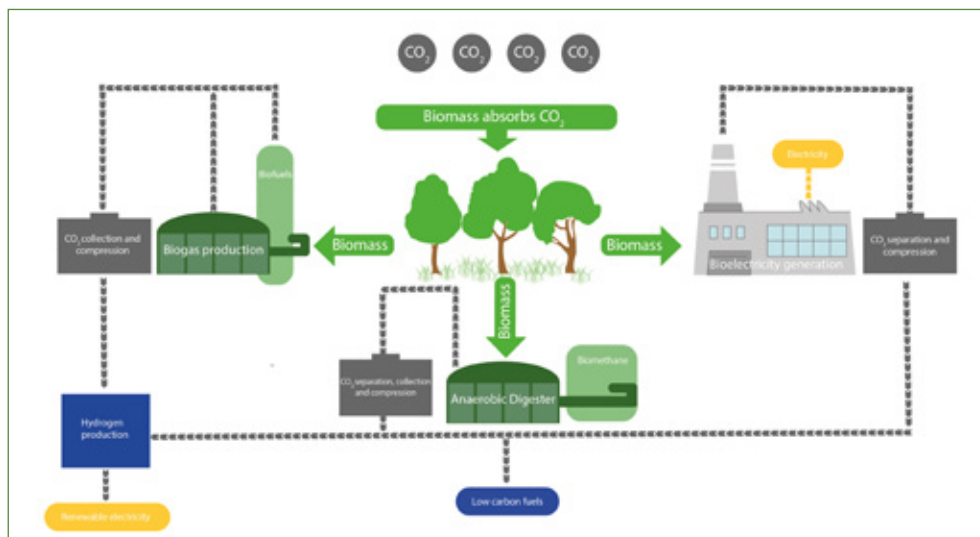 CO₂ CO₂ CO₂ CO₂
Biomass absorbs CO₂
Biofuels
Electricity
CO₂ collection and
compression
Biogas production
Biomass
Biomass
Bioelectricity generation
CO₂ separation and
compression
Biomass
CO₂ separation, collection
and compression
Biomethane
Anaerobic Digester
Hydrogen
production
Low carbon fuels
Renewable electricity